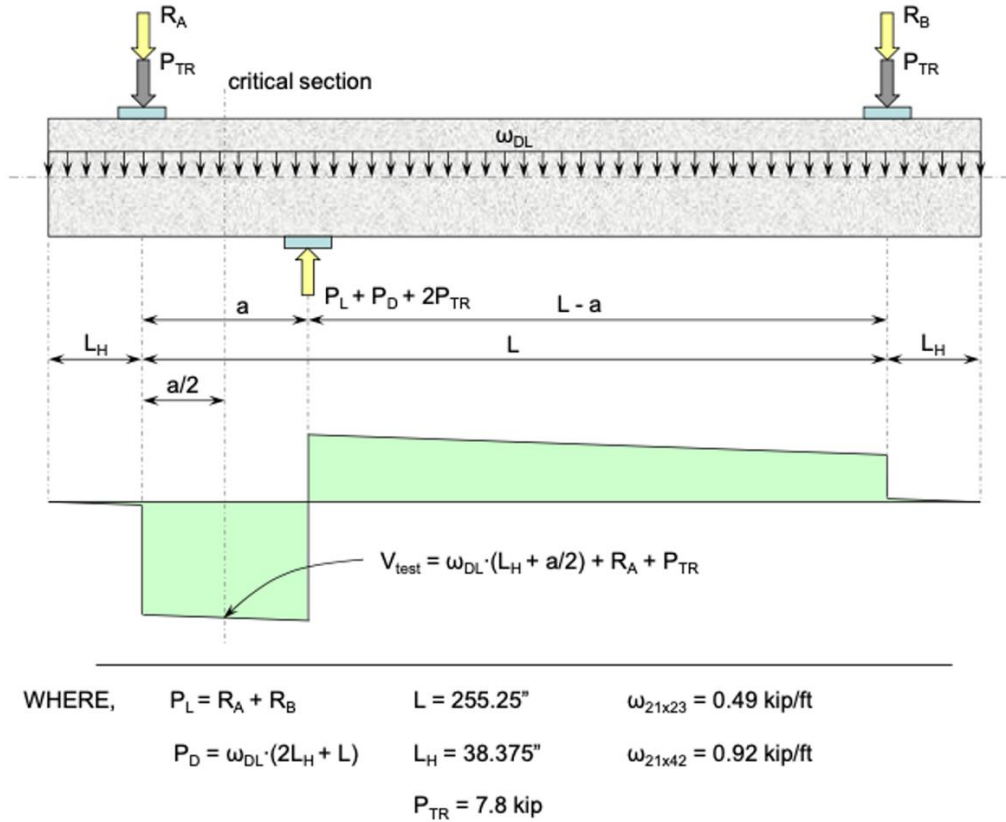 R_A R_B
P_TR P_TR
critical section
ω_DL
P_L + P_D + 2P_TR
a L - a
L_H L L_H
a/2
V_test = ω_DL·(L_H + a/2) + R_A + P_TR
WHERE, P_L = R_A + R_B L = 255.25” ω_21x23 = 0.49 kip/ft
P_D = ω_DL·(2L_H + L) L_H = 38.375” ω_21x42 = 0.92 kip/ft
P_TR = 7.8 kip